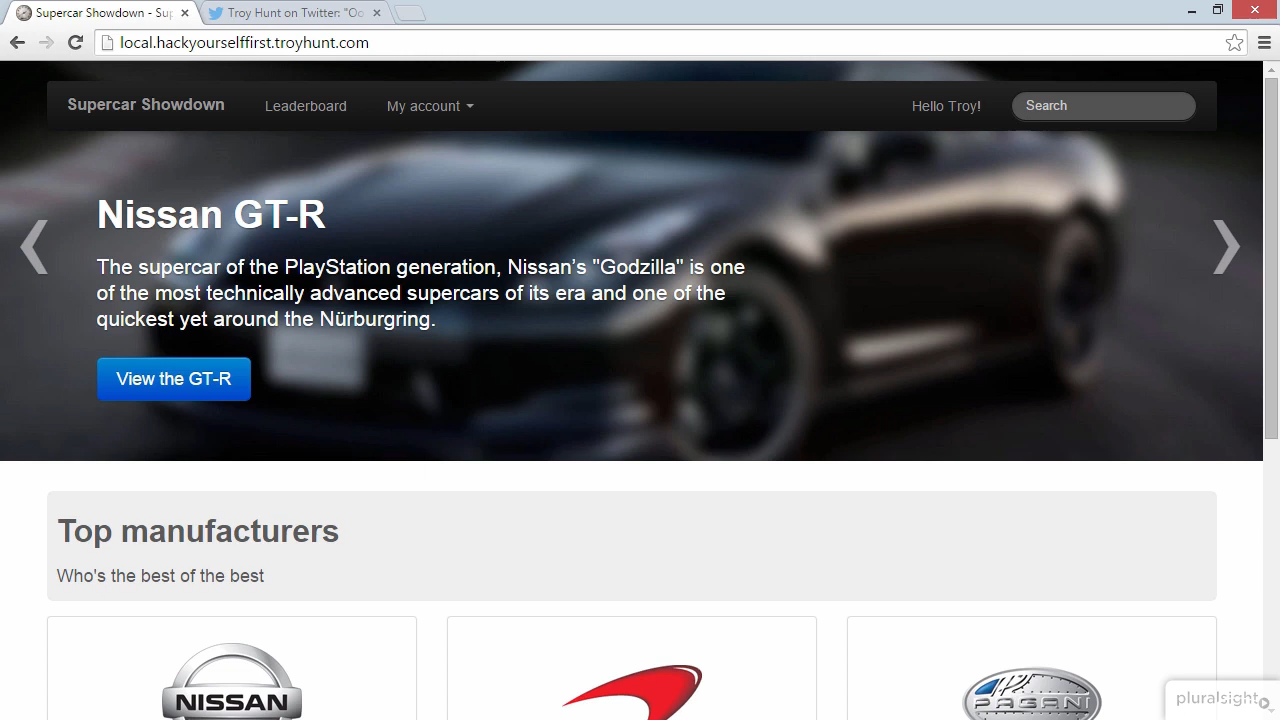 Supercar Showdown - Sup
Troy Hunt on Twitter: "Oo
local.hackyourselffirst.troyhunt.com
Supercar Showdown
Leaderboard
My account
Hello Troy!
Search
Nissan GT-R
The supercar of the PlayStation generation, Nissan's "Godzilla" is one
of the most technically advanced supercars of its era and one of the
quickest yet around the Nürburgring.
View the GT-R
Top manufacturers
Who's the best of the best
NISSAN
PAGANI
pluralsight